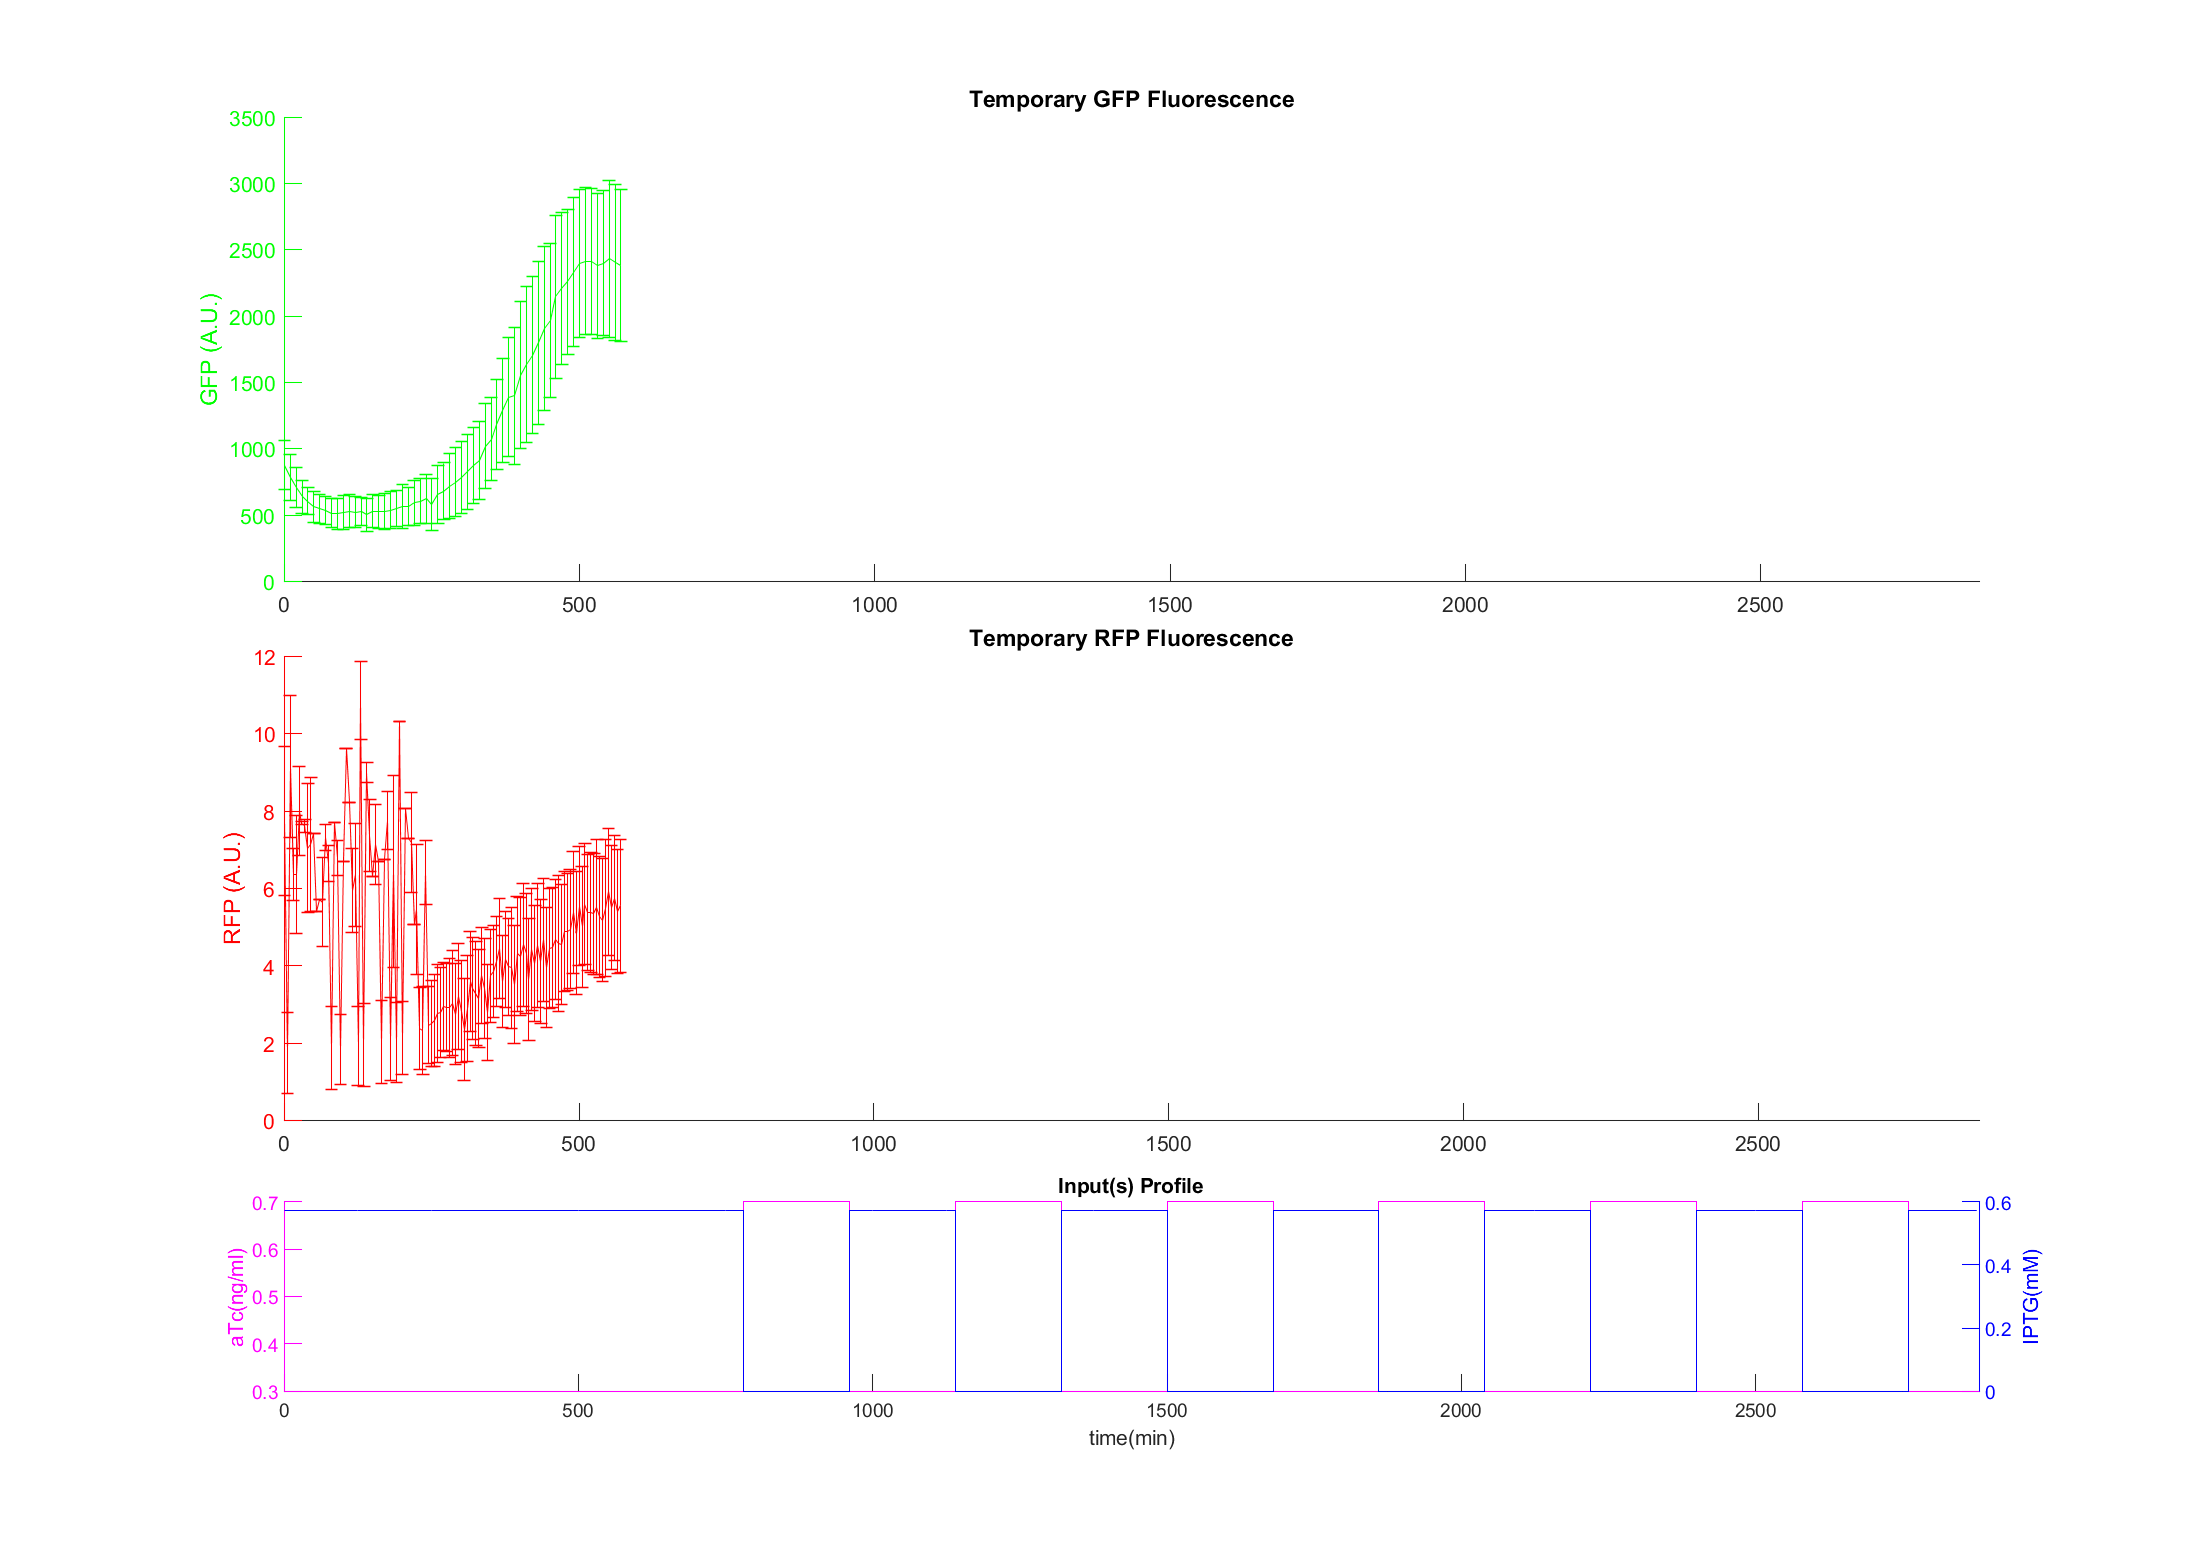 Temporary GFP Fluorescence
GFP (A.U.)
3500
3000
2500
2000
1500
1000
500
0
0 500 1000 1500 2000 2500
Temporary RFP Fluorescence
RFP (A.U.)
12
10
8
6
4
2
0
0 500 1000 1500 2000 2500
Input(s) Profile
aTc(ng/ml)
0.7
0.6
0.5
0.4
0.3
0.6
0.4
0.2
0
IPTG(mM)
0 500 1000 1500 2000 2500
time(min)